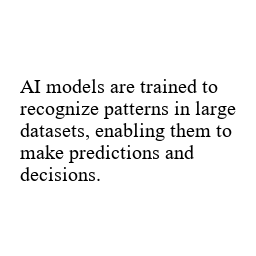 AI models are trained to
recognize patterns in large
datasets, enabling them to
make predictions and
decisions.